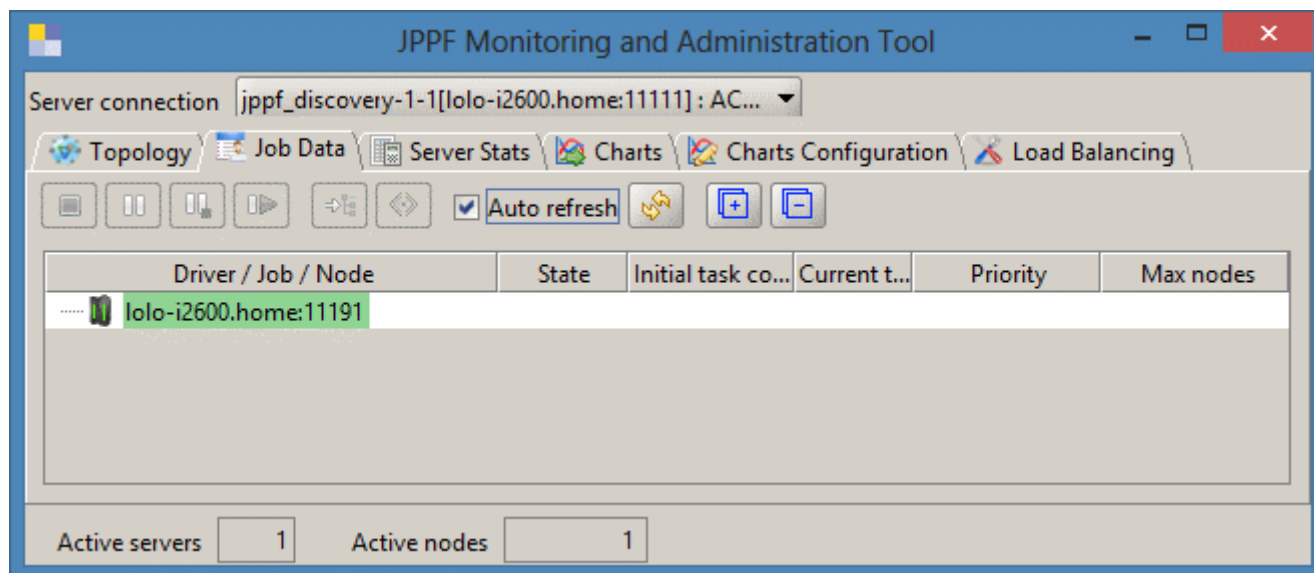 JPPF Monitoring and Administration Tool
Server connection jppf_discovery-1-1[lolo-i2600.home:11111] : AC...
Topology Job Data Server Stats Charts Charts Configuration Load Balancing
Auto refresh
Driver / Job / Node State Initial task co... Current t... Priority Max nodes
lolo-i2600.home:11191
Active servers 1 Active nodes 1